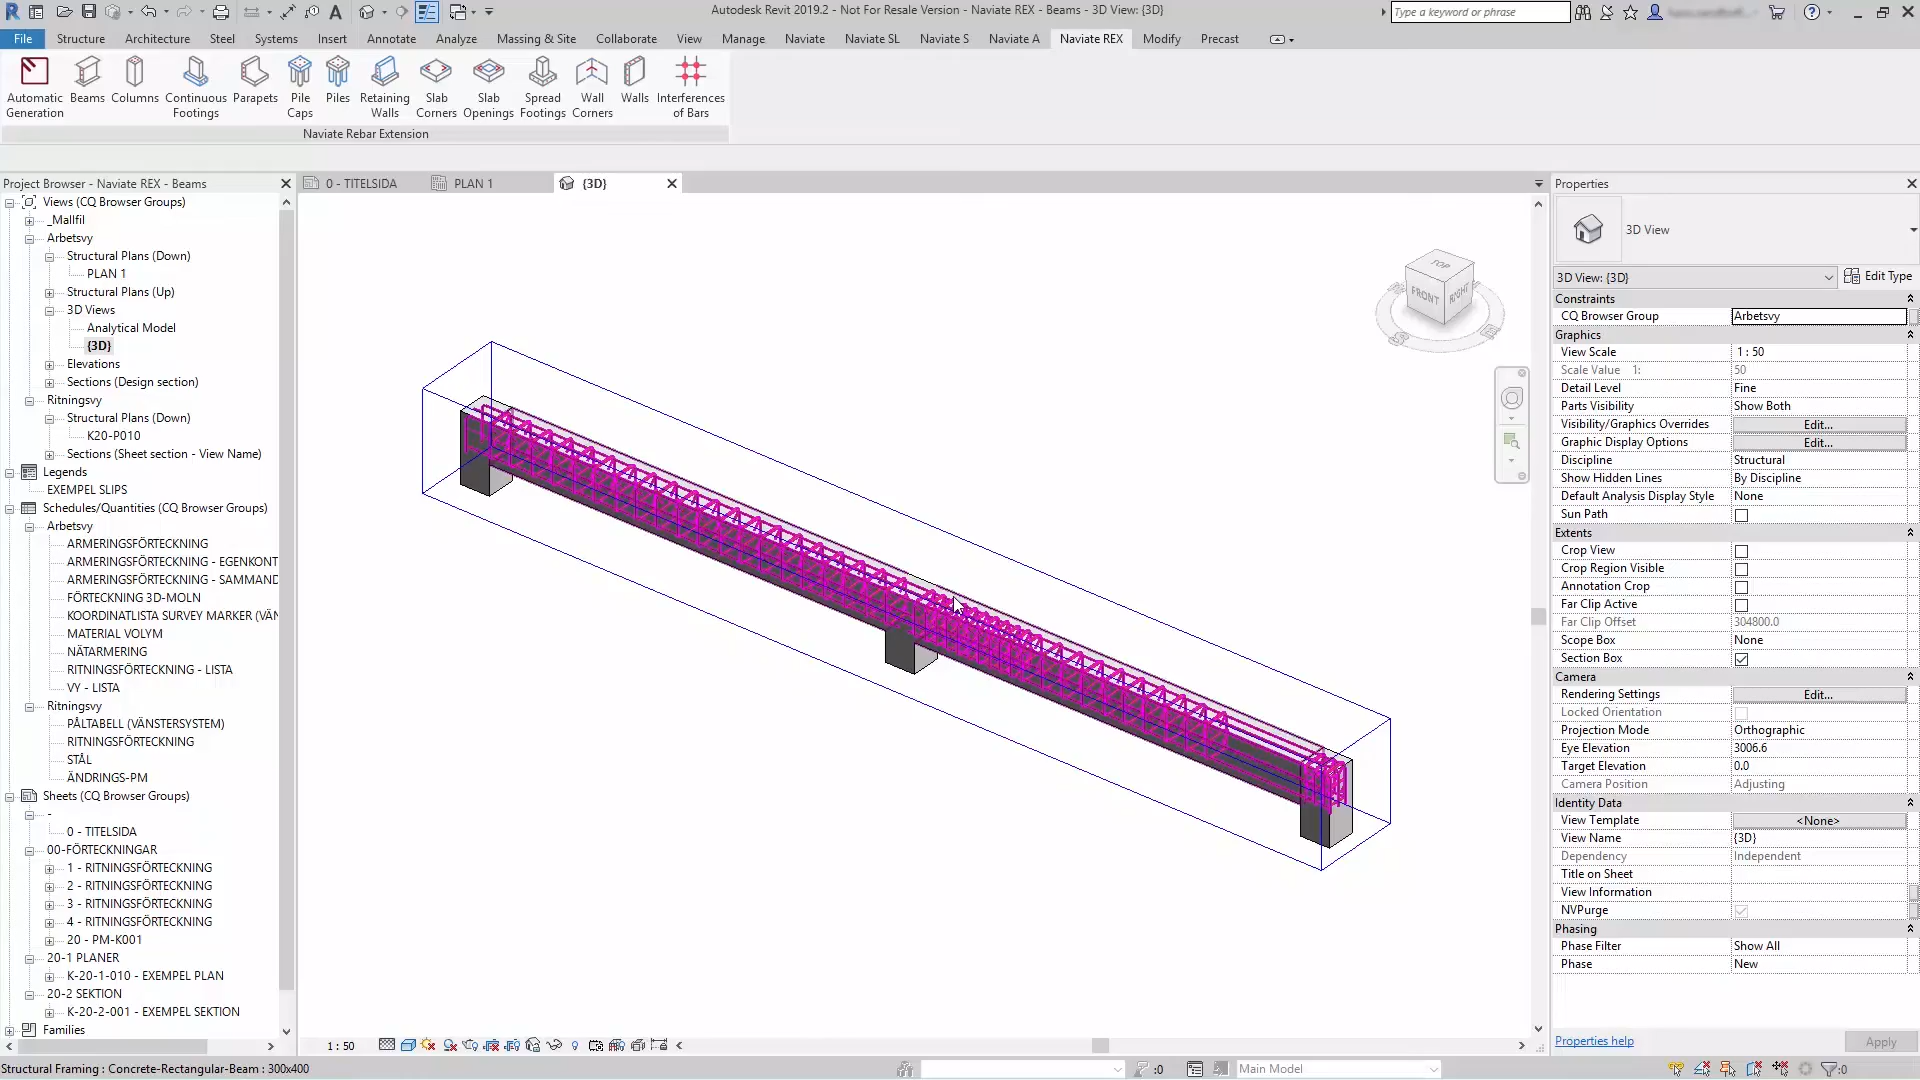 Autodesk Revit 2019.2 - Not For Resale Version - Naviate REX - Beams - 3D View: {3D}
Type a keyword or phrase
File Structure Architecture Steel Systems Insert Annotate Analyze Massing & Site Collaborate View Manage Naviate Naviate SL Naviate S Naviate A Naviate REX Modify Precast
Automatic Generation
Beams
Columns
Continuous Footings
Parapets
Pile Caps
Piles
Retaining Walls
Slab Corners
Slab Openings
Spread Footings
Wall Corners
Walls
Interferences of Bars
Naviate Rebar Extension
Project Browser - Naviate REX - Beams
Views (CQ Browser Groups)
_Mallfil
Arbetsvy
Structural Plans (Down)
PLAN 1
Structural Plans (Up)
3D Views
Analytical Model
{3D}
Elevations
Sections (Design section)
Ritningsvy
Structural Plans (Down)
K20-P010
Sections (Sheet section - View Name)
Legends
EXEMPEL SLIPS
Schedules/Quantities (CQ Browser Groups)
Arbetsvy
ARMERINGSFÖRTECKNING
ARMERINGSFÖRTECKNING - EGENKONT
ARMERINGSFÖRTECKNING - SAMMAND
FÖRTECKNING 3D-MOLN
KOORDINATLISTA SURVEY MARKER (VÄN
MATERIAL VOLYM
NÄTARMERING
RITNINGSFÖRTECKNING - LISTA
VY - LISTA
Ritningsvy
PÅLTABELL (VÄNSTERSYSTEM)
RITNINGSFÖRTECKNING
STÅL
ÄNDRINGS-PM
Sheets (CQ Browser Groups)
-
0 - TITELSIDA
00-FÖRTECKNINGAR
1 - RITNINGSFÖRTECKNING
2 - RITNINGSFÖRTECKNING
3 - RITNINGSFÖRTECKNING
4 - RITNINGSFÖRTECKNING
20 - PM-K001
20-1 PLANER
K-20-1-010 - EXEMPEL PLAN
20-2 SEKTION
K-20-2-001 - EXEMPEL SEKTION
Families
0 - TITELSIDA PLAN 1 {3D}
TOP
FRONT
RIGHT
1 : 50
Properties
3D View
3D View: {3D} Edit Type
Constraints
CQ Browser Group Arbetsvy
Graphics
View Scale 1 : 50
Scale Value 1: 50
Detail Level Fine
Parts Visibility Show Both
Visibility/Graphics Overrides Edit...
Graphic Display Options Edit...
Discipline Structural
Show Hidden Lines By Discipline
Default Analysis Display Style None
Sun Path
Extents
Crop View
Crop Region Visible
Annotation Crop
Far Clip Active
Far Clip Offset 304800.0
Scope Box None
Section Box
Camera
Rendering Settings Edit...
Locked Orientation
Projection Mode Orthographic
Eye Elevation 3006.6
Target Elevation 0.0
Camera Position Adjusting
Identity Data
View Template <None>
View Name {3D}
Dependency Independent
Title on Sheet
View Information
NVPurge
Phasing
Phase Filter Show All
Phase New
Properties help Apply
Structural Framing : Concrete-Rectangular-Beam : 300x400 :0 Main Model :0